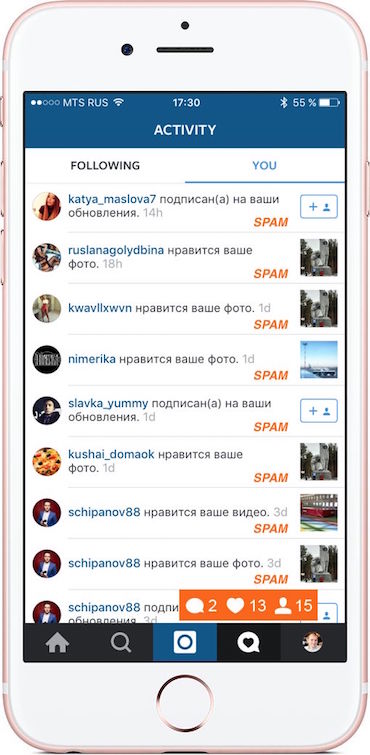 MTS RUS 17:30 55 %
ACTIVITY
FOLLOWING YOU
katya_maslova7 подписан(а) на ваши
обновления. 14h
SPAM
ruslanagolydbina нравится ваше
фото. 18h
SPAM
kwavllxwvn нравится ваше фото. 1d
SPAM
nimerika нравится ваше фото. 1d
SPAM
slavka_yummy подписан(а) на ваши
обновления. 1d
SPAM
kushai_domaok нравится ваше
фото. 1d
SPAM
schipanov88 нравится ваше видео. 3d
SPAM
schipanov88 нравится ваше фото. 3d
SPAM
schipanov88 подпи
обновления. 3d
2 13 15